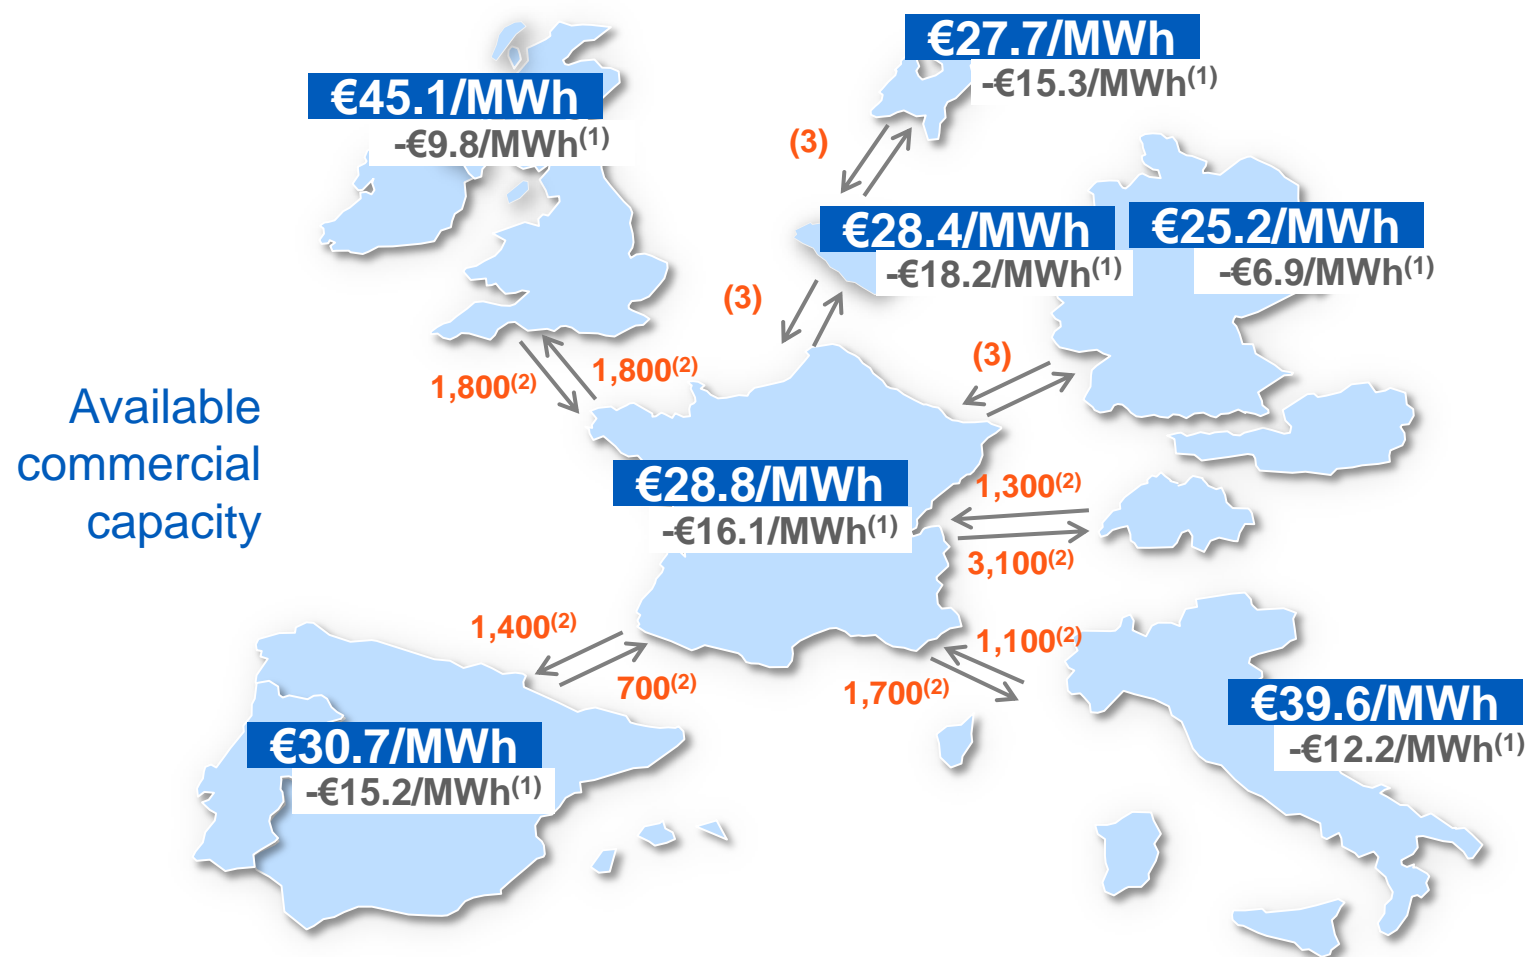 €27.7/MWh
-€15.3/MWh(1)
€45.1/MWh
-€9.8/MWh(1)
(3)
€28.4/MWh
-€18.2/MWh(1)
€25.2/MWh
-€6.9/MWh(1)
(3)
(3)
1,800(2)
1,800(2)
Available
commercial
capacity
€28.8/MWh
-€16.1/MWh(1)
1,300(2)
3,100(2)
1,400(2)
700(2)
1,100(2)
1,700(2)
€39.6/MWh
-€12.2/MWh(1)
€30.7/MWh
-€15.2/MWh(1)